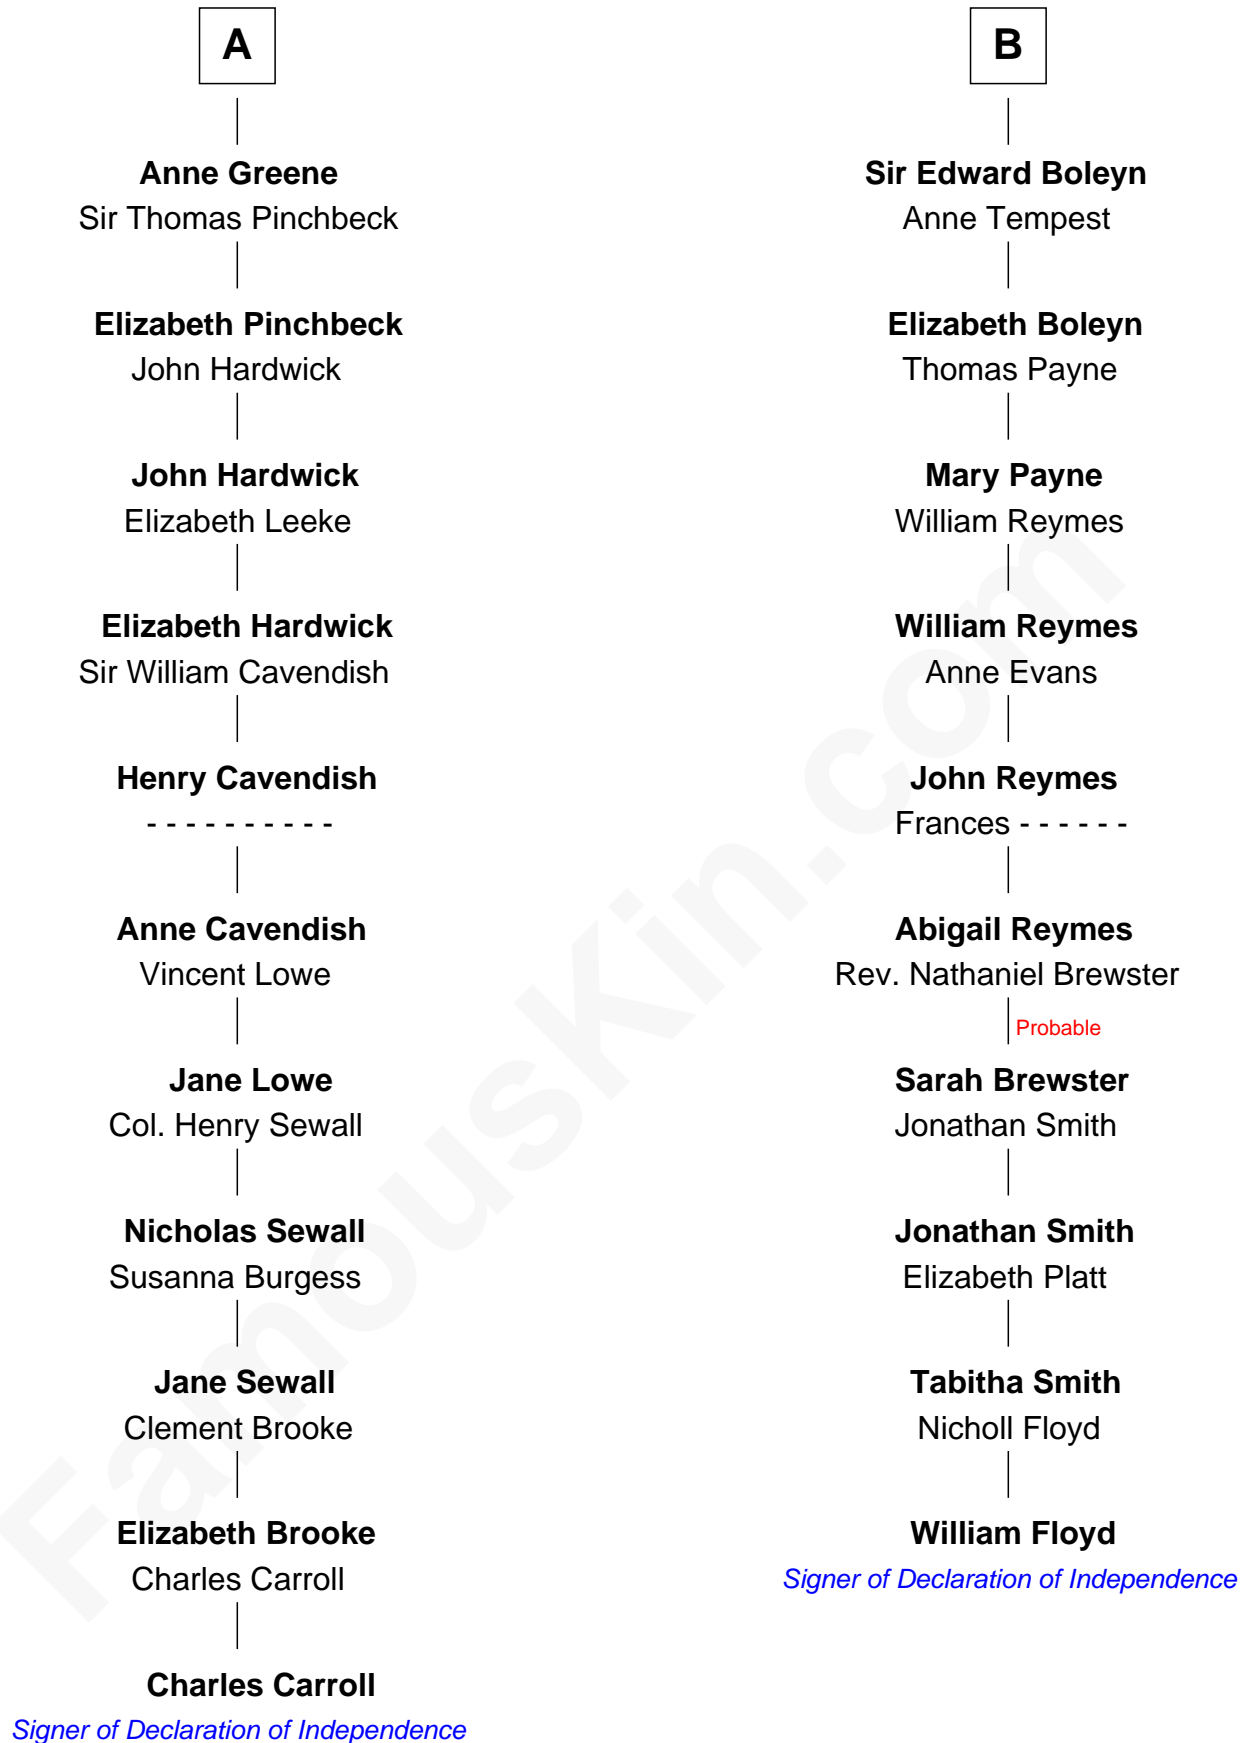 A
Anne Greene
Sir Thomas Pinchbeck
Elizabeth Pinchbeck
John Hardwick
John Hardwick
Elizabeth Leeke
Elizabeth Hardwick
Sir William Cavendish
Henry Cavendish
- - - - - - - - - -
Anne Cavendish
Vincent Lowe
Jane Lowe
Col. Henry Sewall
Nicholas Sewall
Susanna Burgess
Jane Sewall
Clement Brooke
Elizabeth Brooke
Charles Carroll
Charles Carroll
Signer of Declaration of Independence
B
Sir Edward Boleyn
Anne Tempest
Elizabeth Boleyn
Thomas Payne
Mary Payne
William Reymes
William Reymes
Anne Evans
John Reymes
Frances - - - - - -
Abigail Reymes
Rev. Nathaniel Brewster
Probable
Sarah Brewster
Jonathan Smith
Jonathan Smith
Elizabeth Platt
Tabitha Smith
Nicholl Floyd
William Floyd
Signer of Declaration of Independence
FamousKin.com